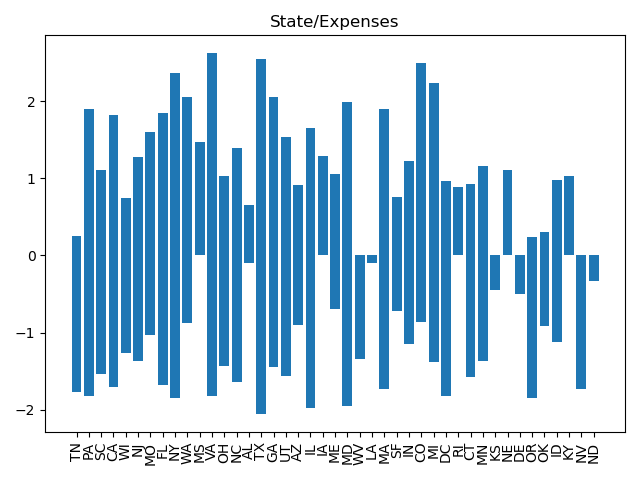 State/Expenses
2
1
0
−1
−2
TN PA SC CA WI NJ MO FL NY WA MS VA OH NC AL TX GA UT AZ IL IA ME MD WV LA MA SF IN CO MI DC RI CT MN KS NE DE OR OK ID KY NV ND